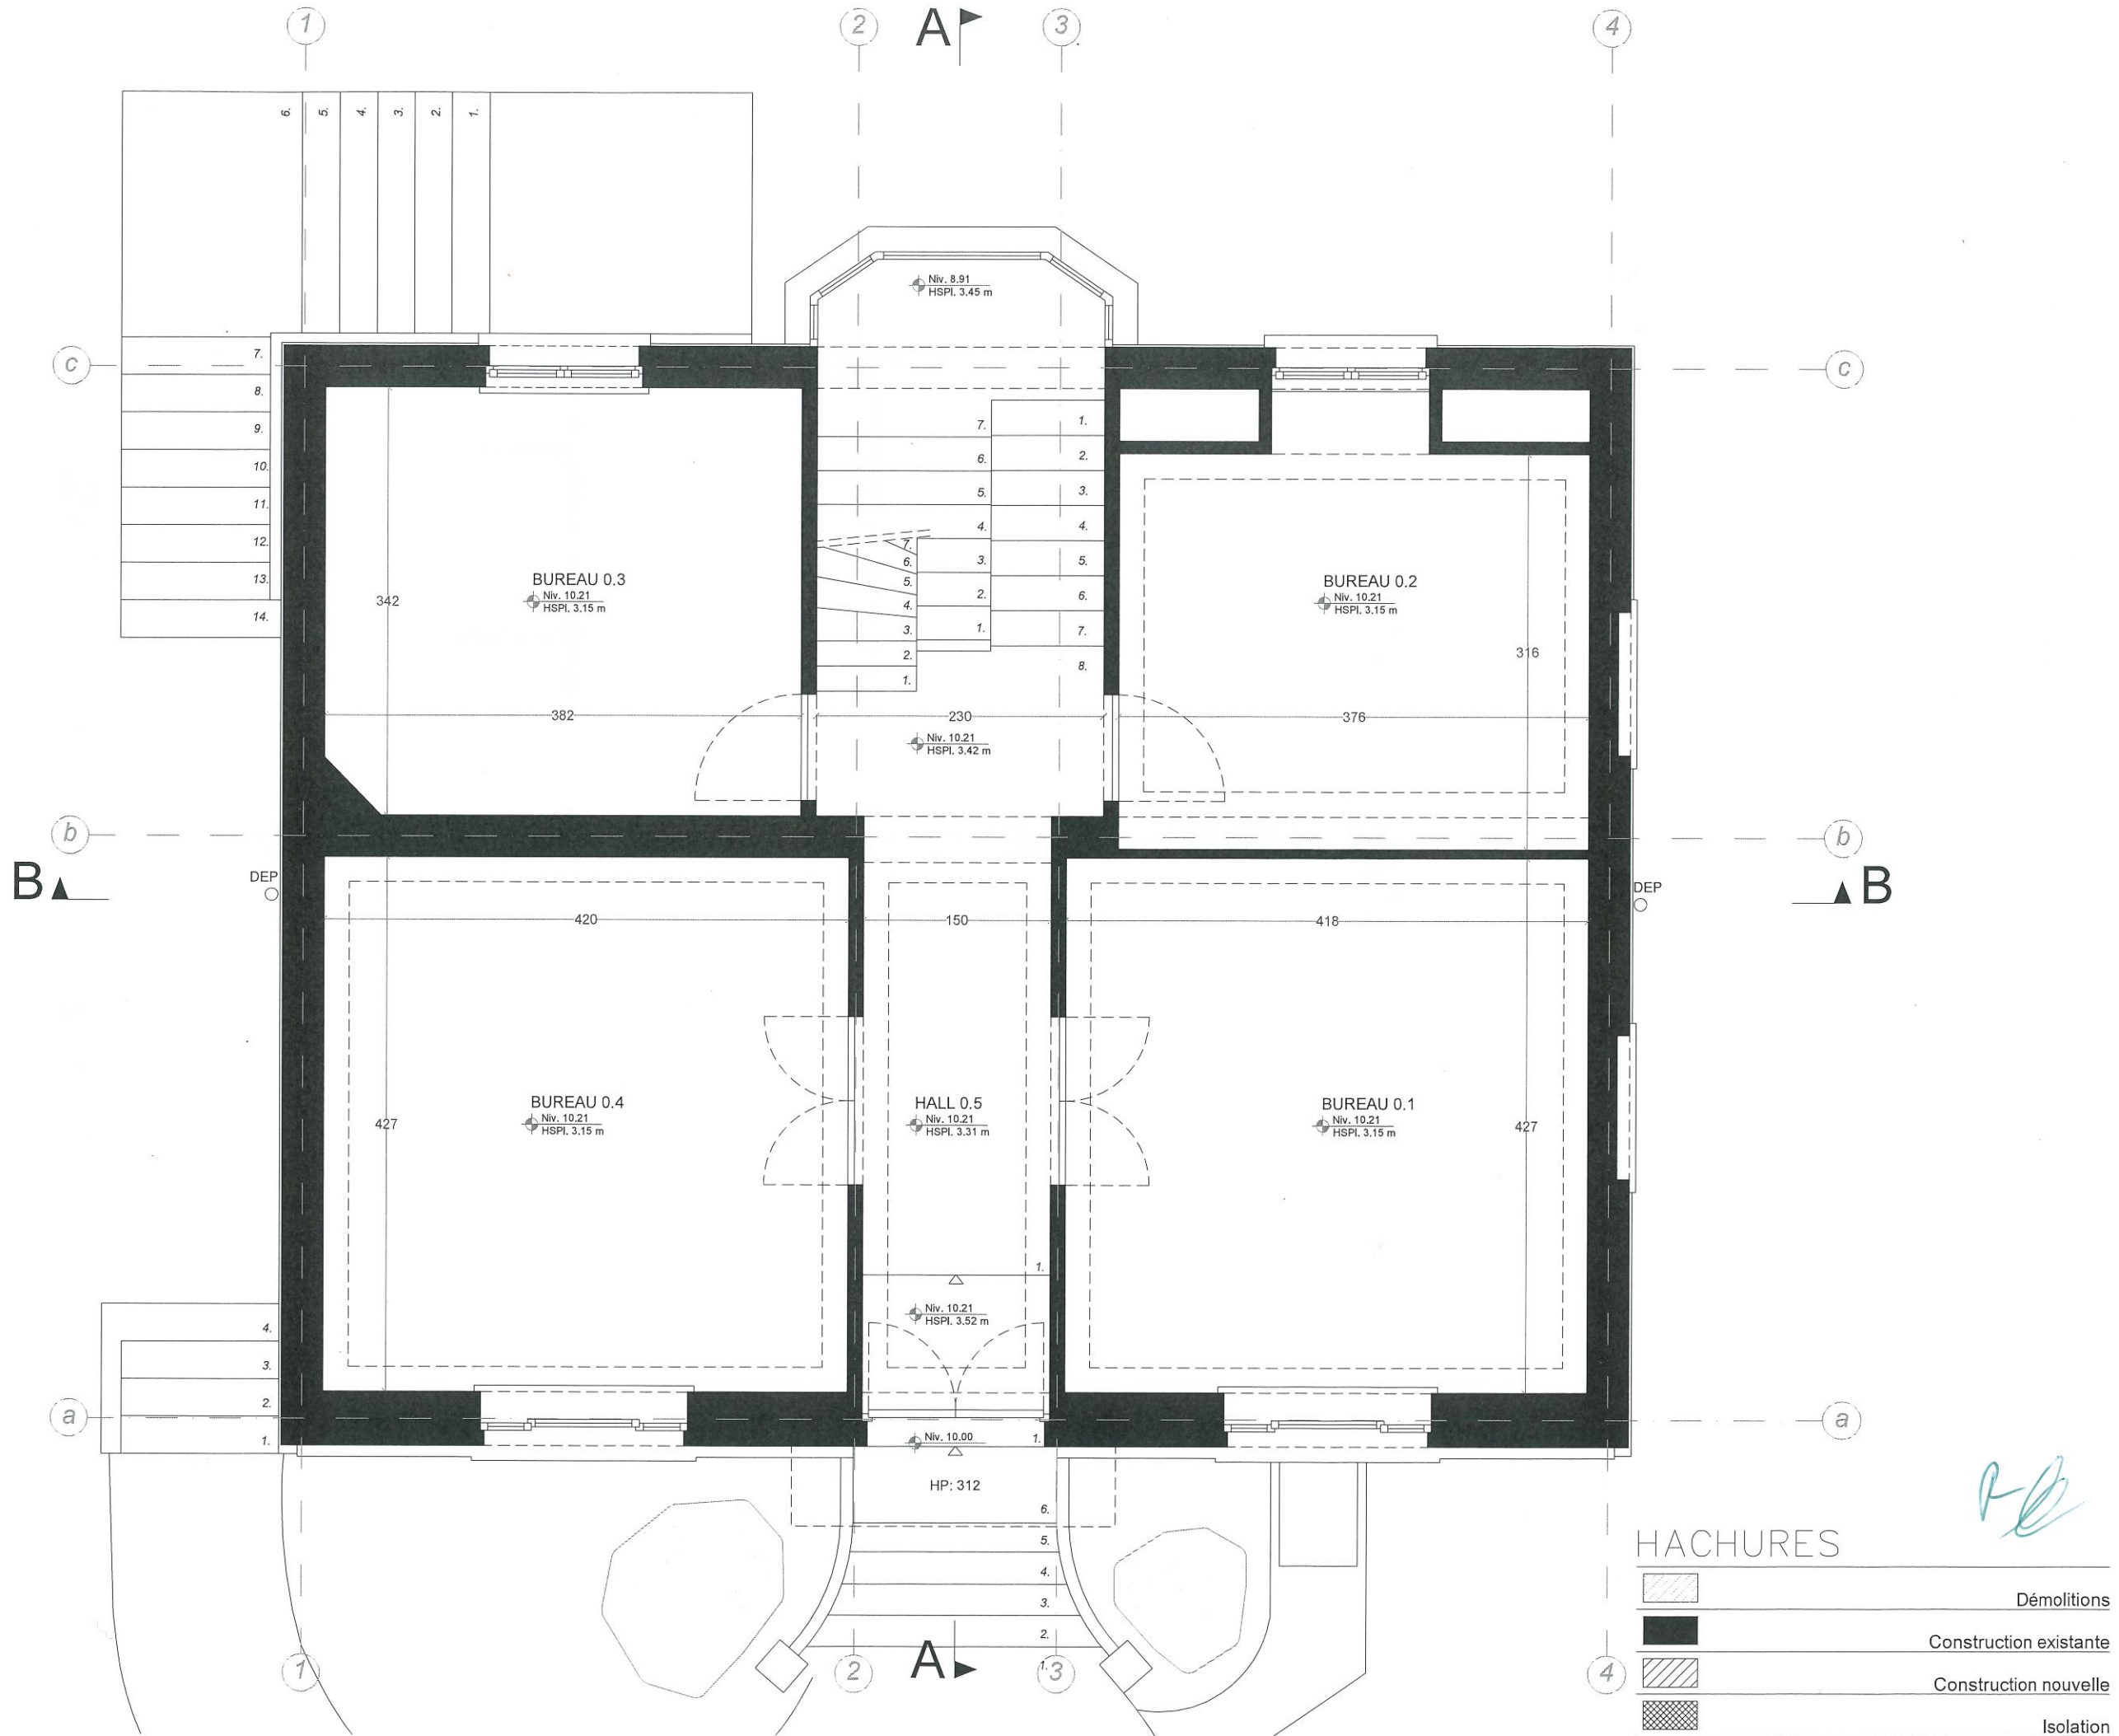 1 2 A 3 4
6. 5. 4. 3. 2. 1.
Niv. 8.91
HSPl. 3.45 m
c 7. c
8.
9.
10.
11.
12.
13.
14.
7.
6.
5.
4.
3.
2.
1.
1.
2.
3.
4.
5.
6.
7.
8.
7.
6.
5.
4.
3.
2.
1.
BUREAU 0.3
Niv. 10.21
HSPl. 3.15 m
342
382
BUREAU 0.2
Niv. 10.21
HSPl. 3.15 m
316
230
376
Niv. 10.21
HSPl. 3.42 m
b b
B DEP DEP B
420 150 418
BUREAU 0.4
Niv. 10.21
HSPl. 3.15 m
427
HALL 0.5
Niv. 10.21
HSPl. 3.31 m
BUREAU 0.1
Niv. 10.21
HSPl. 3.15 m
427
1.
Niv. 10.21
HSPl. 3.52 m
4.
3.
2.
1.
a a
Niv. 10.00 1.
HP: 312
6.
5.
4.
3.
2.
1.
1 2 A 3 4
HACHURES
Démolitions
Construction existante
Construction nouvelle
Isolation